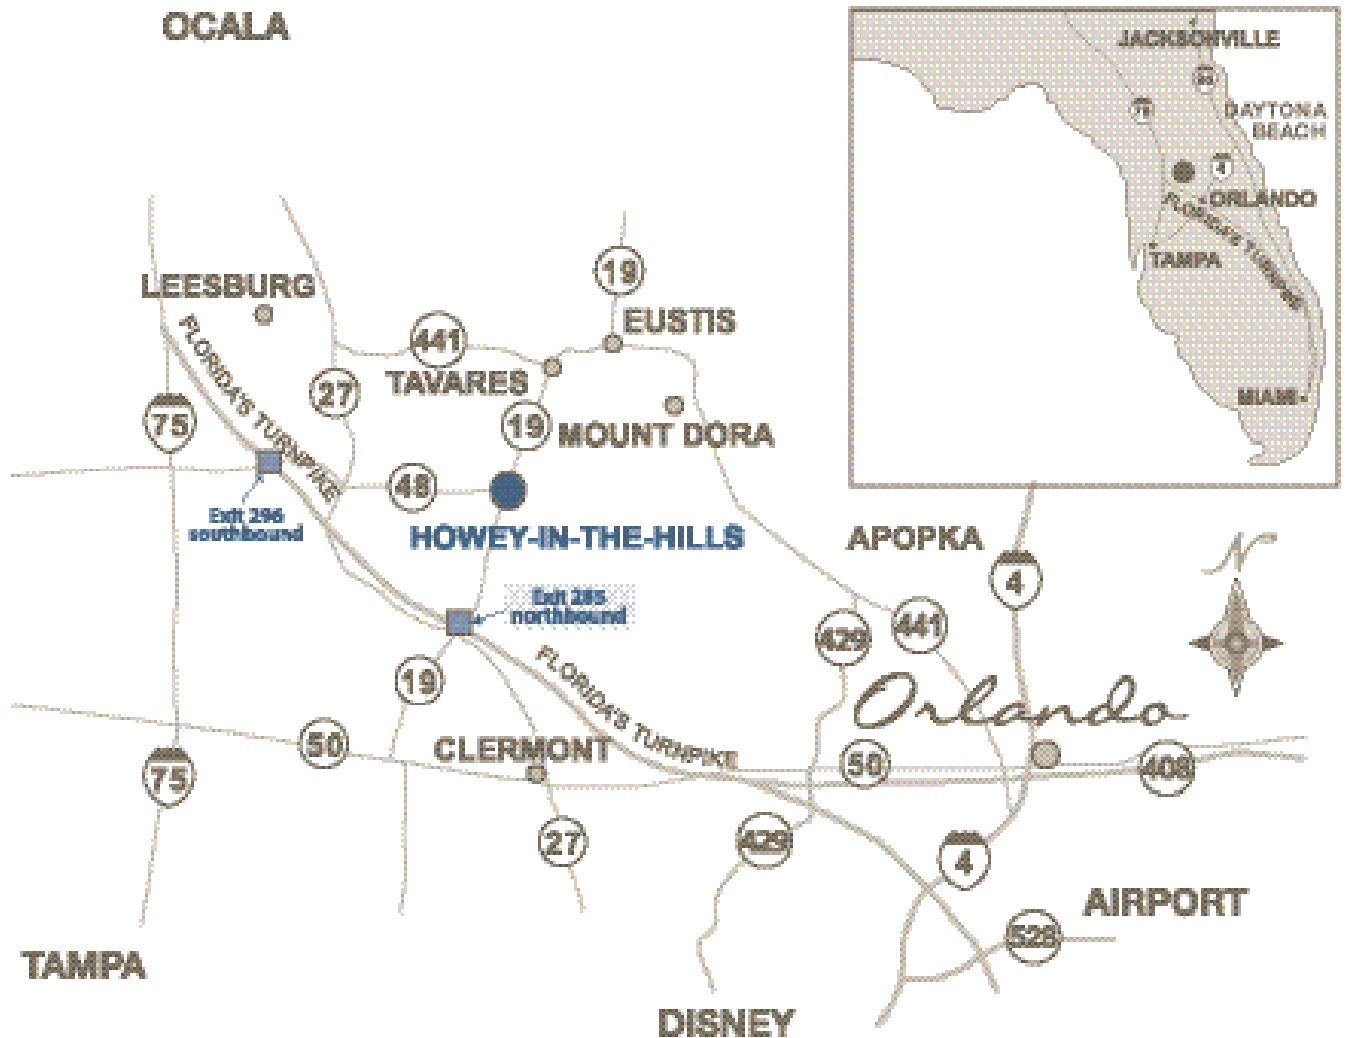 OCALA
JACKSONVILLE
95
75
DAYTONA
BEACH
4
ORLANDO
FLORIDA'S TURNPIKE
TAMPA
MIAMI
LEESBURG
19
EUSTIS
441
TAVARES
FLORIDA'S TURNPIKE
27
75
19
MOUNT DORA
48
Exit 296
southbound
HOWEY-IN-THE-HILLS
APOPKA
N
4
Exit 285
northbound
429
441
19
FLORIDA'S TURNPIKE
Orlando
50
CLERMONT
50
408
75
27
429
4
AIRPORT
528
TAMPA
DISNEY